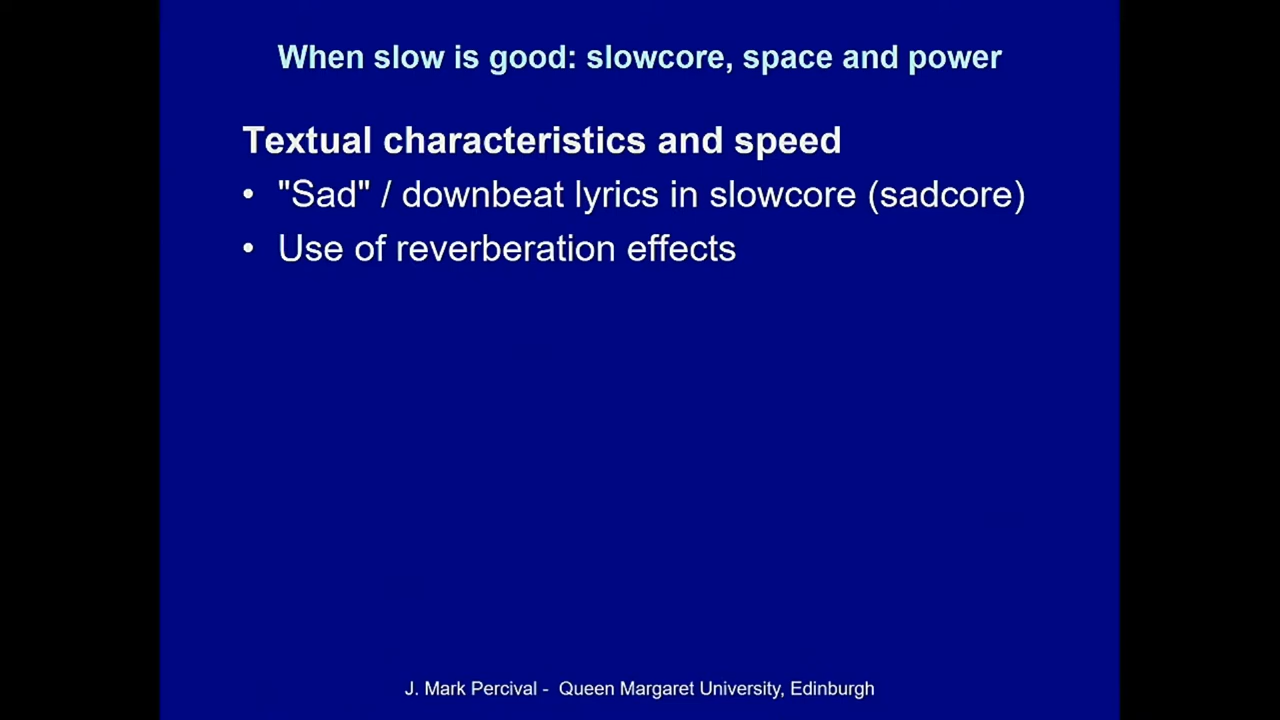 When slow is good: slowcore, space and power
Textual characteristics and speed
• "Sad" / downbeat lyrics in slowcore (sadcore)
• Use of reverberation effects
J. Mark Percival - Queen Margaret University, Edinburgh